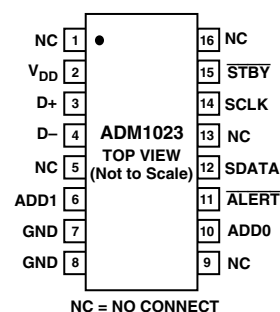 NC 1 16 NC
VDD 2 15 STBY
D+ 3 14 SCLK
D– 4 ADM1023 13 NC
TOP VIEW
(Not to Scale)
NC 5 12 SDATA
ADD1 6 11 ALERT
GND 7 10 ADD0
GND 8 9 NC
NC = NO CONNECT